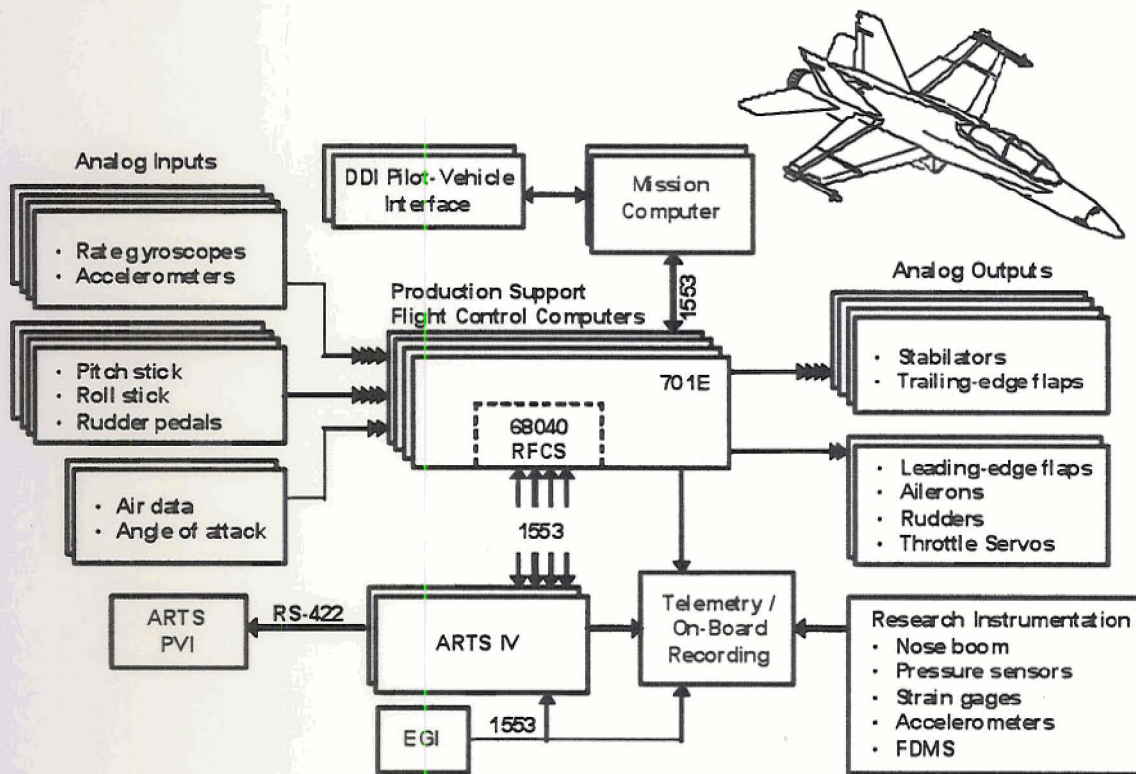 Analog Inputs
• Rate gyroscopes
• Accelerometers
• Pitch stick
• Roll stick
• Rudder pedals
• Air data
• Angle of attack
DDI Pilot-Vehicle
Interface
Mission
Computer
1553
Production Support
Flight Control Computers
701E
68040
RFCS
Analog Outputs
• Stabilators
• Trailing-edge flaps
• Leading-edge flaps
• Ailerons
• Rudders
• Throttle Servos
1553
ARTS
PVI
RS-422
ARTS IV
Telemetry /
On-Board
Recording
Research Instrumentation
• Nose boom
• Pressure sensors
• Strain gages
• Accelerometers
• FDMS
EGI
1553